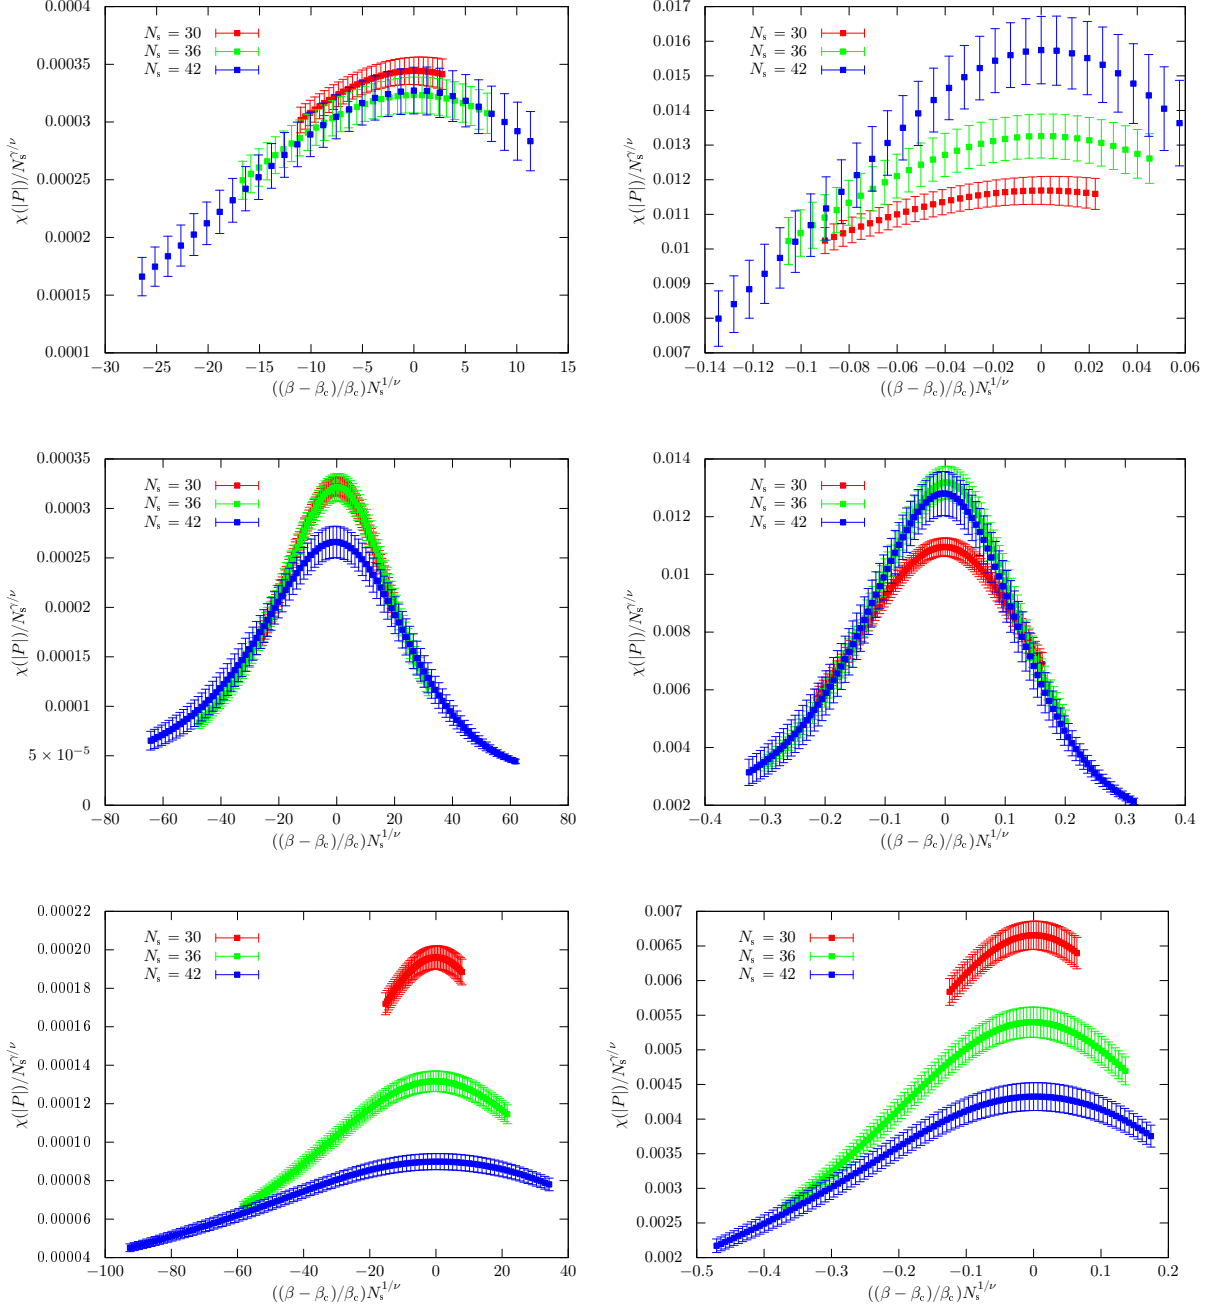 0.0004
0.00035
0.0003
0.00025
0.0002
0.00015
0.0001
−30 −25 −20 −15 −10 −5 0 5 10 15
χ(|P|)/N_s^{γ/ν}
((β − β_c)/β_c)N_s^{1/ν}
N_s = 30
N_s = 36
N_s = 42
0.017
0.016
0.015
0.014
0.013
0.012
0.011
0.01
0.009
0.008
0.007
−0.14 −0.12 −0.1 −0.08 −0.06 −0.04 −0.02 0 0.02 0.04 0.06
χ(|P|)/N_s^{γ/ν}
((β − β_c)/β_c)N_s^{1/ν}
N_s = 30
N_s = 36
N_s = 42
0.00035
0.0003
0.00025
0.0002
0.00015
0.0001
5 × 10^{−5}
0
−80 −60 −40 −20 0 20 40 60 80
χ(|P|)/N_s^{γ/ν}
((β − β_c)/β_c)N_s^{1/ν}
N_s = 30
N_s = 36
N_s = 42
0.014
0.012
0.01
0.008
0.006
0.004
0.002
−0.4 −0.3 −0.2 −0.1 0 0.1 0.2 0.3 0.4
χ(|P|)/N_s^{γ/ν}
((β − β_c)/β_c)N_s^{1/ν}
N_s = 30
N_s = 36
N_s = 42
0.00022
0.00020
0.00018
0.00016
0.00014
0.00012
0.00010
0.00008
0.00006
0.00004
−100 −80 −60 −40 −20 0 20 40
χ(|P|)/N_s^{γ/ν}
((β − β_c)/β_c)N_s^{1/ν}
N_s = 30
N_s = 36
N_s = 42
0.007
0.0065
0.006
0.0055
0.005
0.0045
0.004
0.0035
0.003
0.0025
0.002
−0.5 −0.4 −0.3 −0.2 −0.1 0 0.1 0.2
χ(|P|)/N_s^{γ/ν}
((β − β_c)/β_c)N_s^{1/ν}
N_s = 30
N_s = 36
N_s = 42